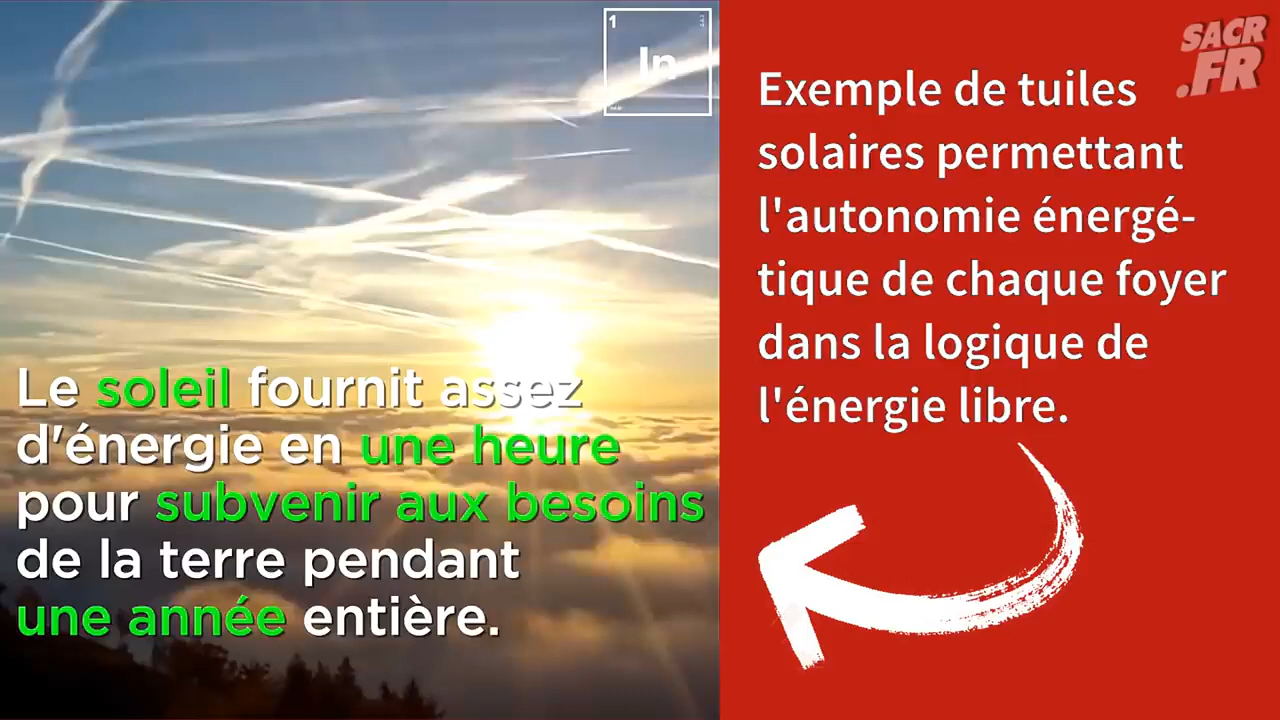 1
In
Le soleil fournit assez
d'énergie en une heure
pour subvenir aux besoins
de la terre pendant
une année entière.
SACR
.FR
Exemple de tuiles
solaires permettant
l'autonomie énergé-
tique de chaque foyer
dans la logique de
l'énergie libre.